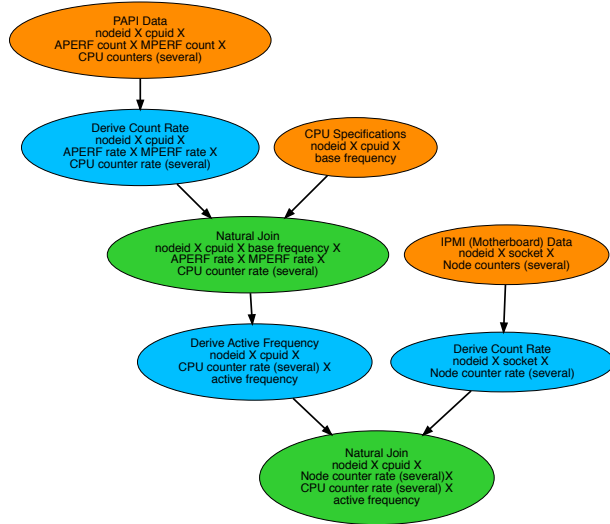 PAPI Data
nodeid X cpuid X
APERF count X MPERF count X
CPU counters (several)
Derive Count Rate
nodeid X cpuid X
APERF rate X MPERF rate X
CPU counter rate (several)
CPU Specifications
nodeid X cpuid X
base frequency
Natural Join
nodeid X cpuid X base frequency X
APERF rate X MPERF rate X
CPU counter rate (several)
IPMI (Motherboard) Data
nodeid X socket X
Node counters (several)
Derive Active Frequency
nodeid X cpuid X
CPU counter rate (several) X
active frequency
Derive Count Rate
nodeid X socket X
Node counter rate (several)
Natural Join
nodeid X cpuid X
Node counter rate (several)X
CPU counter rate (several) X
active frequency